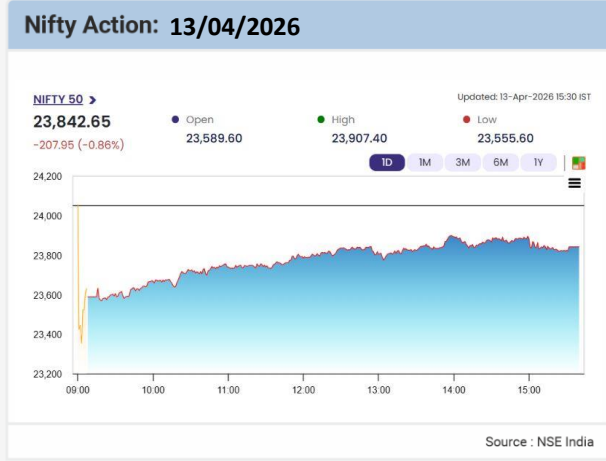 Nifty Action: 13/04/2026
NIFTY 50 >
Updated: 13-Apr-2026 15:30 IST
23,842.65
-207.95 (-0.86%)
Open
23,589.60
High
23,907.40
Low
23,555.60
1D 1M 3M 6M 1Y
24,200
24,000
23,800
23,600
23,400
23,200
09:00 10:00 11:00 12:00 13:00 14:00 15:00
Source : NSE India